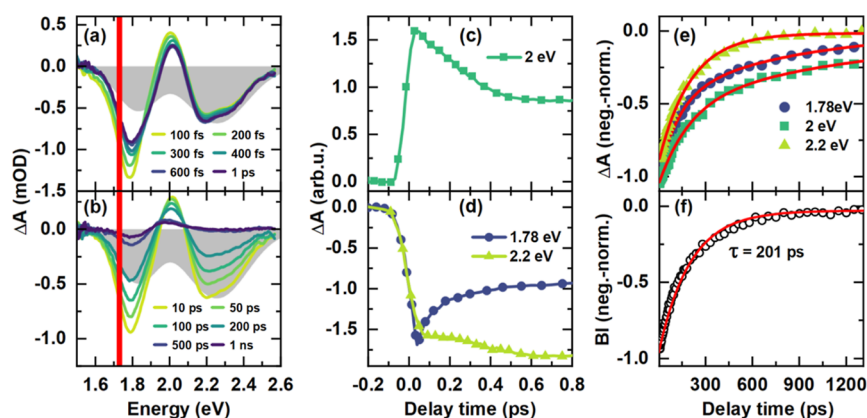 (a)
0.5
0.0
-0.5
-1.0
-1.5
100 fs 200 fs
300 fs 400 fs
600 fs 1 ps
ΔA (mOD)
(b)
0.0
-0.5
-1.0
10 ps 50 ps
100 ps 200 ps
500 ps 1 ns
1.6 1.8 2.0 2.2 2.4 2.6
Energy (eV)
(c)
2 eV
1.5
1.0
0.5
0.0
ΔA (arb.u.)
(d)
1.78 eV
2.2 eV
0.0
-0.5
-1.0
-1.5
-0.2 0.0 0.2 0.4 0.6 0.8
Delay time (ps)
(e)
0.0
-0.5
-1.0
ΔA (neg.-norm.)
1.78eV
2 eV
2.2 eV
(f)
0.0
-0.5
-1.0
BI (neg.-norm.)
τ = 201 ps
300 600 900 1200
Delay time (ps)